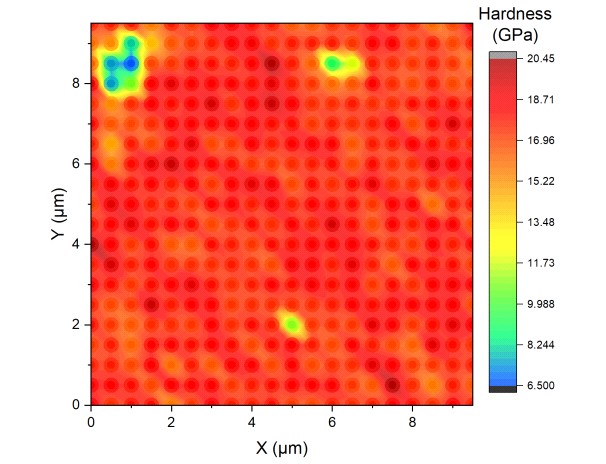 Hardness
(GPa)
20.45
18.71
16.96
15.22
13.48
11.73
9.988
8.244
6.500
8
6
4
2
0
Y (µm)
0 2 4 6 8
X (µm)